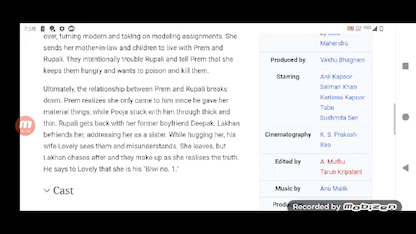 7:58
over, turning modern and taking on modeling assignments. She
sends her mother-in-law and children to live with Prem and
Rupali. They intentionally trouble Rupali and tell Prem that she
keeps them hungry and wants to poison and kill them.
Ultimately, the relationship between Prem and Rupali breaks
down. Prem realizes she only came to him since he gave her
material things, while Pooja stuck with him through thick and
thin. Rupali gets back with her former boyfriend Deepak. Lakhan
befriends her, addressing her as a sister. While hugging her, his
wife Lovely sees them and misunderstands. She leaves, but
Lakhan chases after and they make up as she realises the truth.
He says to Lovely that she is his "Biwi no. 1."
Cast
Mahendru
Produced by Vashu Bhagnani
Starring Anil Kapoor
Salman Khan
Karisma Kapoor
Tabu
Sushmita Sen
Cinematography K. S. Prakash
Rao
Edited by A. Muthu
Tarun Kripalani
Music by Anu Malik
Recorded by mobizen